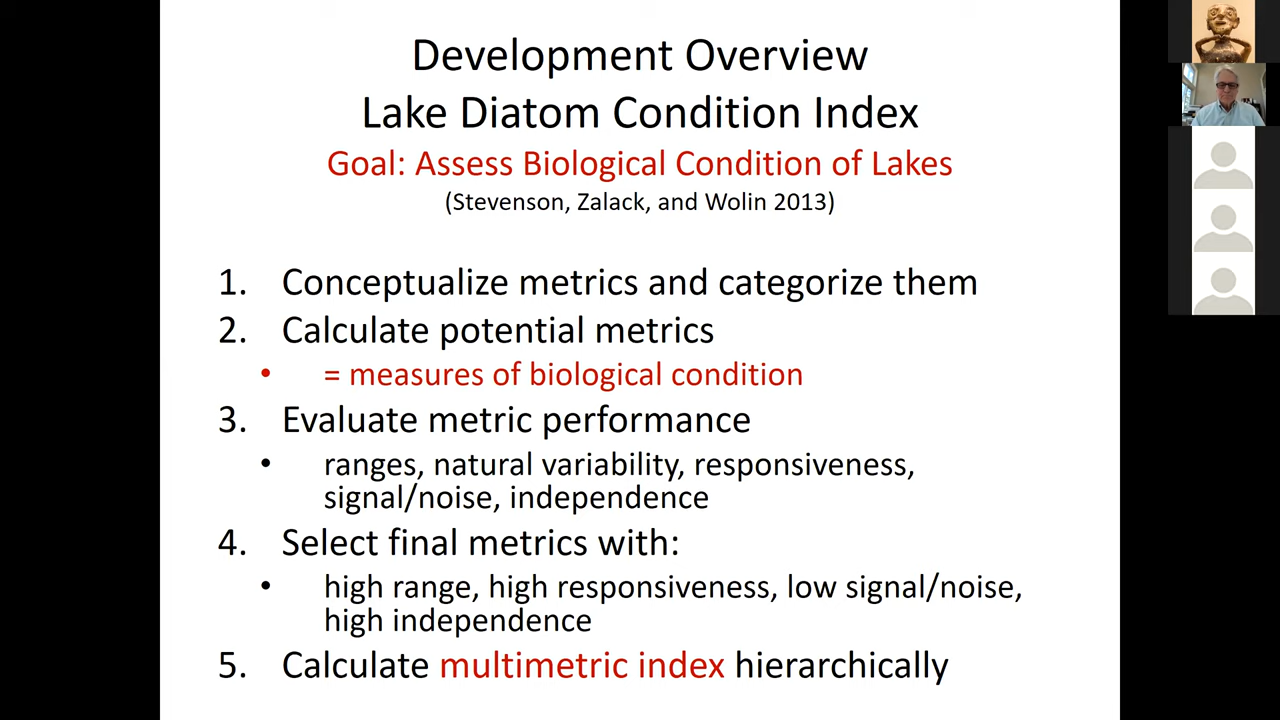 Development Overview
Lake Diatom Condition Index
Goal: Assess Biological Condition of Lakes
(Stevenson, Zalack, and Wolin 2013)
1. Conceptualize metrics and categorize them
2. Calculate potential metrics
• = measures of biological condition
3. Evaluate metric performance
• ranges, natural variability, responsiveness,
signal/noise, independence
4. Select final metrics with:
• high range, high responsiveness, low signal/noise,
high independence
5. Calculate multimetric index hierarchically